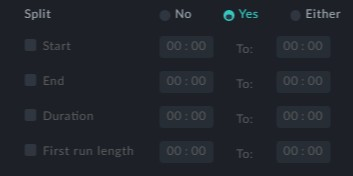 Split No Yes Either
Start 00 : 00 To: 00 : 00
End 00 : 00 To: 00 : 00
Duration 00 : 00 To: 00 : 00
First run length 00 : 00 To: 00 : 00